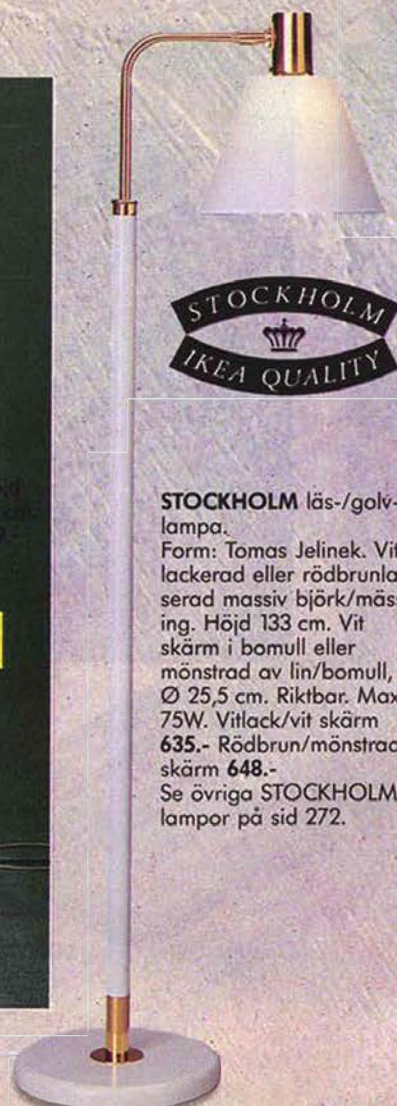 STOCKHOLM
IKEA QUALITY
STOCKHOLM läs-/golv-
lampa.
Form: Tomas Jelinek. Vit
lackerad eller rödbrunla
serad massiv björk/mäss
ing. Höjd 133 cm. Vit
skärm i bomull eller
mönstrad av lin/bomull,
Ø 25,5 cm. Riktbar. Max
75W. Vitlack/vit skärm
635.- Rödbrun/mönstrad
skärm 648.-
Se övriga STOCKHOLM
lampor på sid 272.